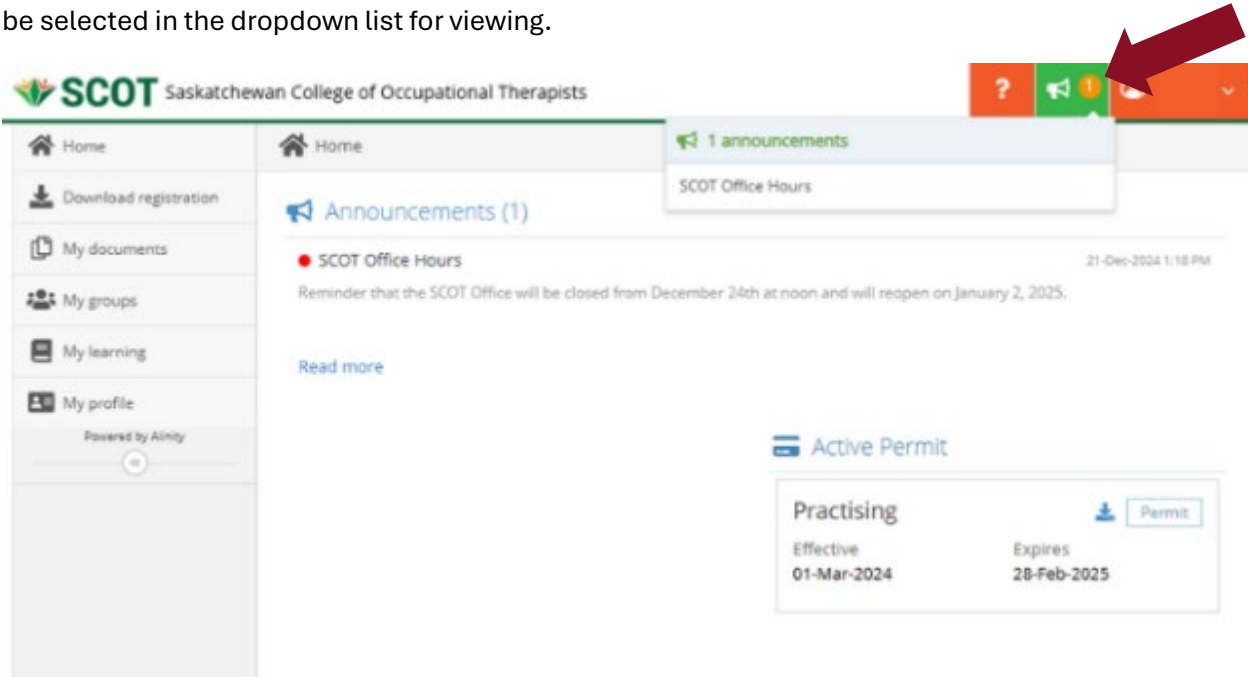 be selected in the dropdown list for viewing.
SCOT Saskatchewan College of Occupational Therapists
? 1
Home
Download registration
My documents
My groups
My learning
My profile
Powered by Alinity
Home
1 announcements
SCOT Office Hours
Announcements (1)
SCOT Office Hours 21-Dec-2024 1:18 PM
Reminder that the SCOT Office will be closed from December 24th at noon and will reopen on January 2, 2025.
Read more
Active Permit
Practising Permit
Effective Expires
01-Mar-2024 28-Feb-2025